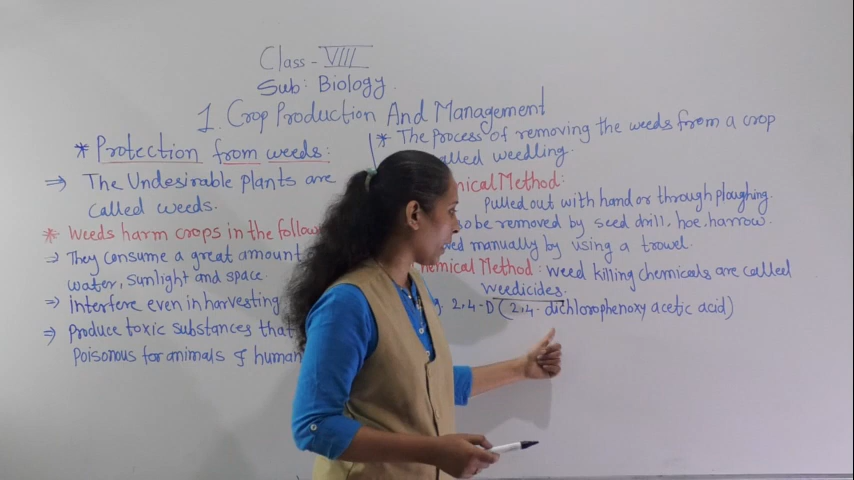 Class - VIII
Sub: Biology.
1. Crop Production And Management
* Protection from weeds:
⇒ The Undesirable plants are
called weeds.
* Weeds harm crops in the follow
⇒ They consume a great amount
water, sunlight and space.
⇒ interfere even in harvesting
⇒ produce toxic substances that
Poisonous for animals & human
* The process of removing the weeds from a crop
called weedling.
Method:
pulled out with hand or through ploughing.
be removed by seed drill, hoe, harrow.
manually by using a trowel.
Method: weed killing chemicals are called
weedicides.
2,4-D (2,4- dichlorophenoxy acetic acid)